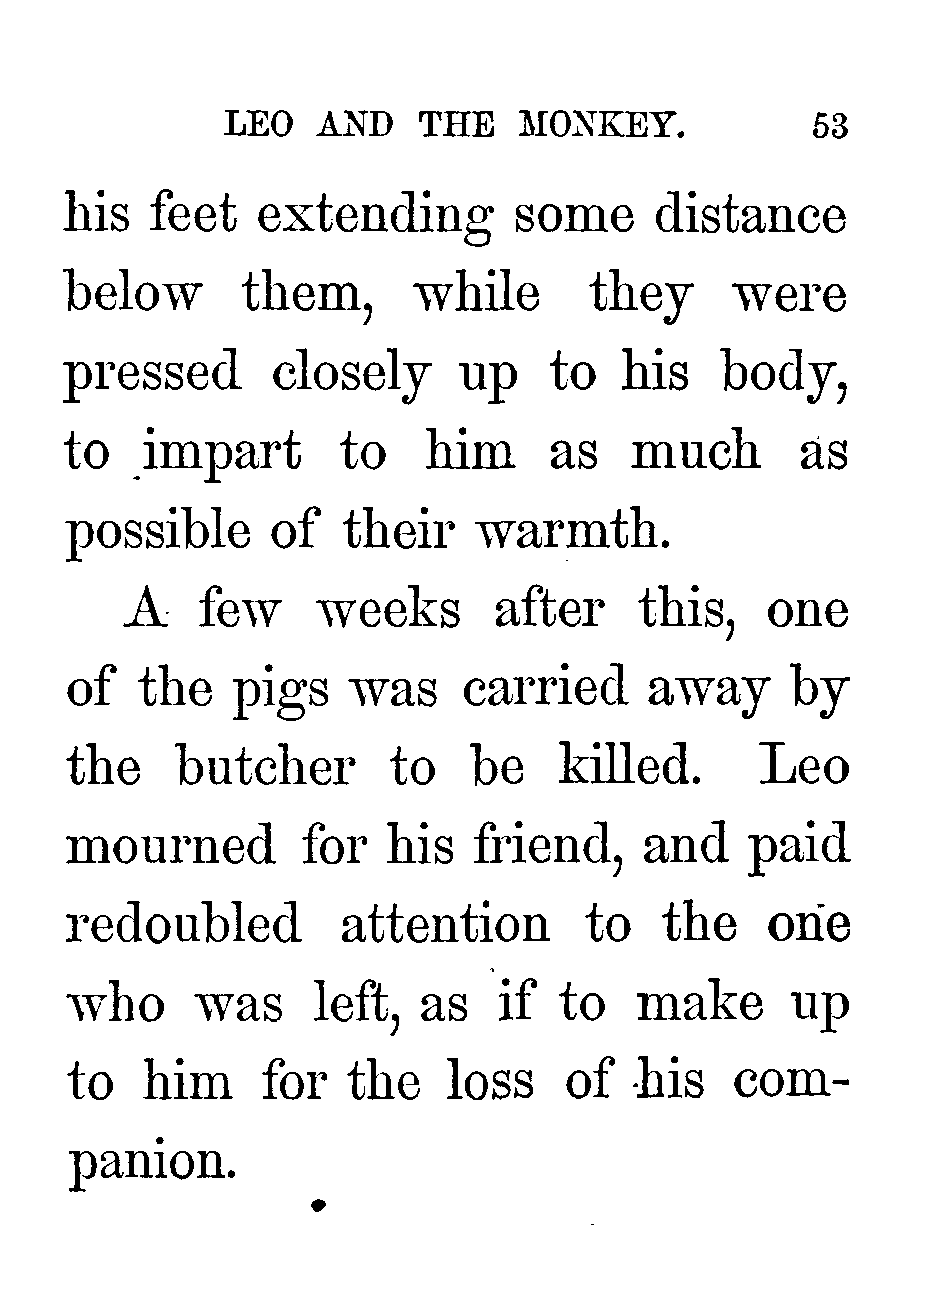 LEO AND THE MONKEY. 53
his feet extending some distance
below them, while they were
pressed closely up to his body,
to impart to him as much as
possible of their warmth.
A few weeks after this, one
of the pigs was carried away by
the butcher to be killed. Leo
mourned for his friend, and paid
redoubled attention to the one
who was left, as if to make up
to him for the loss of his com-
panion.